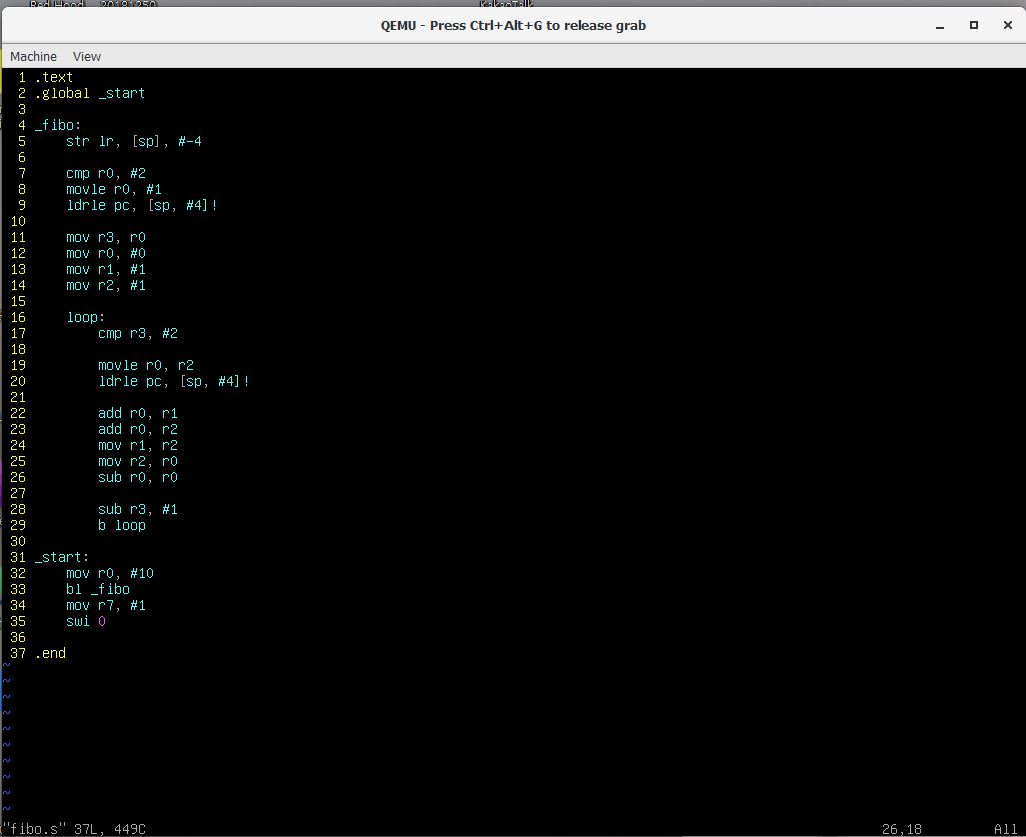 Red Hood 20181250 KakaoTalk
QEMU - Press Ctrl+Alt+G to release grab
Machine View
1 .text
2 .global _start
3
4 _fibo:
5     str lr, [sp], #-4
6
7     cmp r0, #2
8     movle r0, #1
9     ldrle pc, [sp, #4]!
10
11     mov r3, r0
12     mov r0, #0
13     mov r1, #1
14     mov r2, #1
15
16     loop:
17         cmp r3, #2
18
19         movle r0, r2
20         ldrle pc, [sp, #4]!
21
22         add r0, r1
23         add r0, r2
24         mov r1, r2
25         mov r2, r0
26         sub r0, r0
27
28         sub r3, #1
29         b loop
30
31 _start:
32     mov r0, #10
33     bl _fibo
34     mov r7, #1
35     swi 0
36
37 .end
~
~
~
~
~
~
~
~
~
~
"fibo.s" 37L, 449C 26,18 All